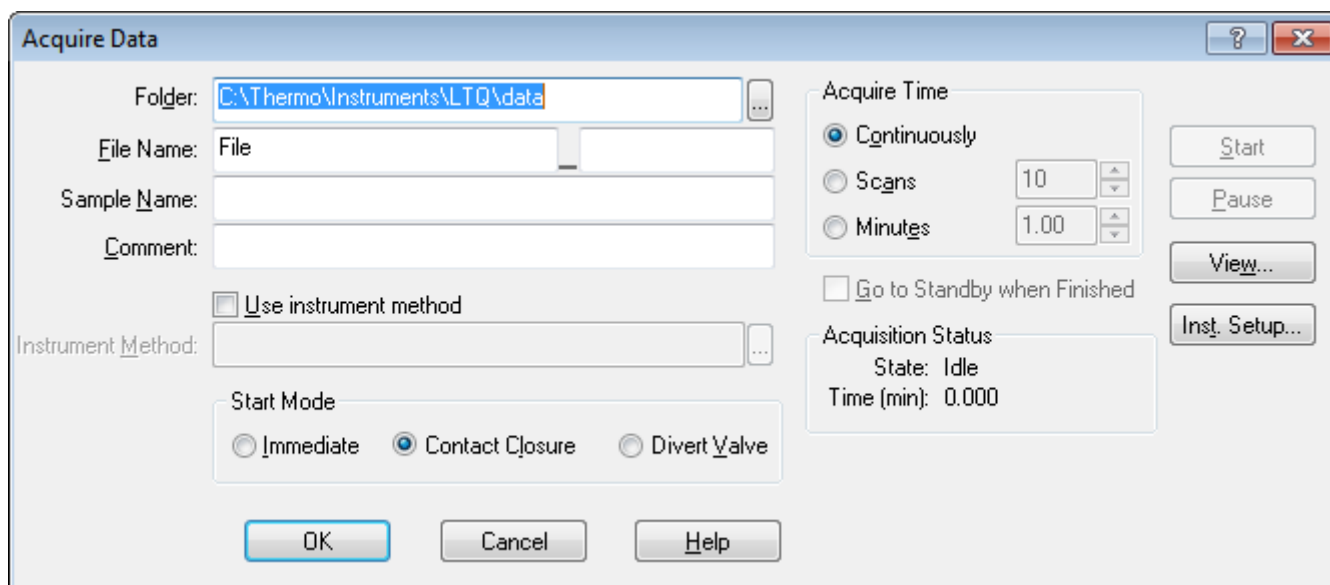 Acquire Data
Folder: C:\Thermo\Instruments\LTQ\data ...
File Name: File _
Sample Name:
Comment:
Use instrument method
Instrument Method: ...
Start Mode
Immediate Contact Closure Divert Valve
OK Cancel Help
Acquire Time
Continuously
Scans 10
Minutes 1.00
Go to Standby when Finished
Acquisition Status
State: Idle
Time (min): 0.000
Start
Pause
View...
Inst. Setup...